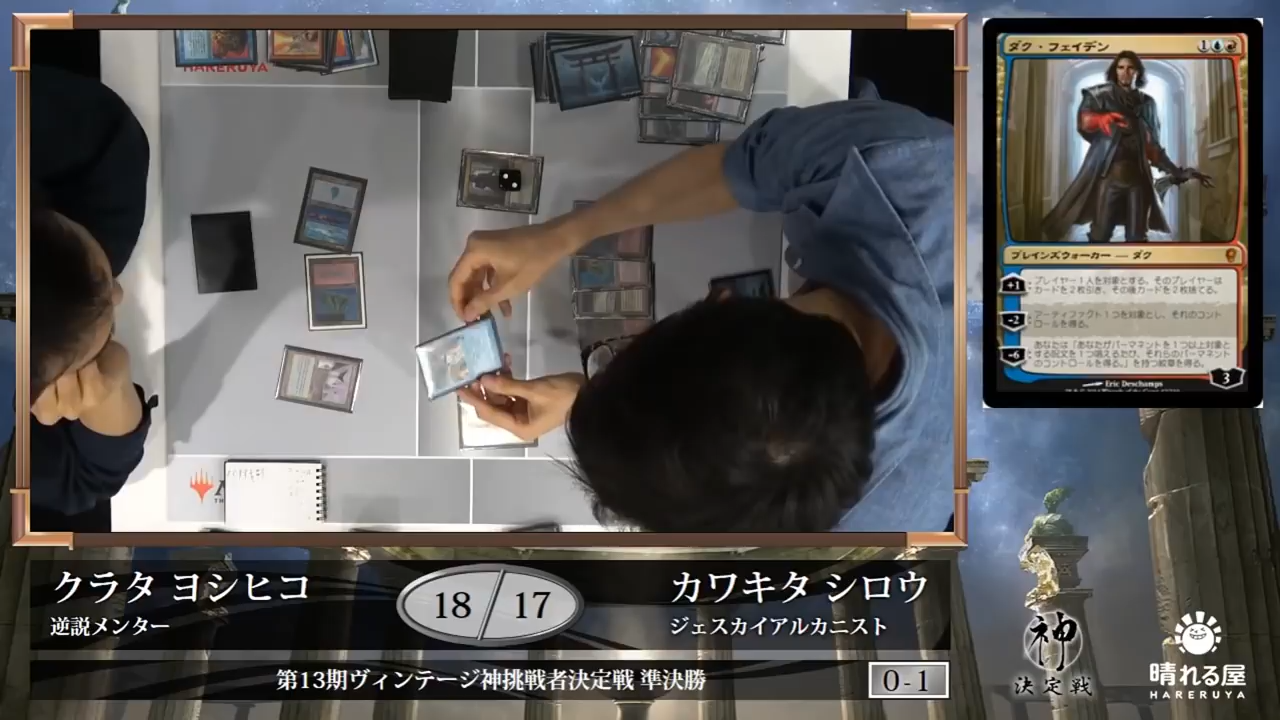 HARERUYA
ダク・フェイデン
1
プレインズウォーカー — ダク
+1
プレイヤー1人を対象とする。そのプレイヤーは
カードを2枚引き、その後カードを2枚捨てる。
-2
アーティファクト1つを対象とし、それのコント
ロールを得る。
-6
あなたは「あなたがパーマネントを1つ以上対象と
する呪文を1つ唱えるたび、それらのパーマネント
のコントロールを得る。」を持つ紋章を得る。
3
Eric Deschamps
クラタ ヨシヒコ
逆説メンター
18/17
カワキタ シロウ
ジェスカイアルカニスト
第13期ヴィンテージ神挑戦者決定戦 準決勝
0-1
神
決定戦
晴れる屋
HARERUYA